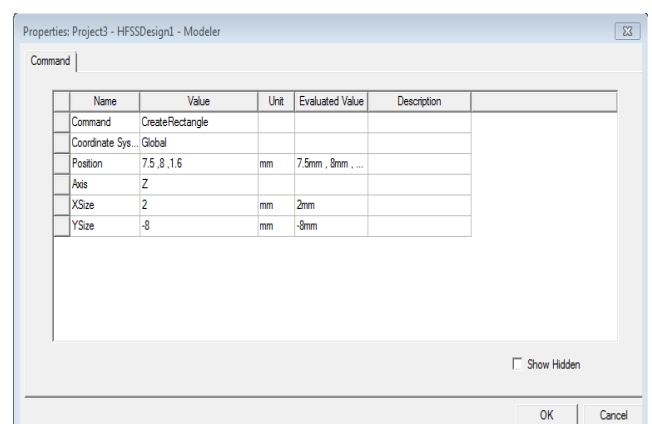 Properties: Project3 - HFSSDesign1 - Modeler
Command
Name Value Unit Evaluated Value Description
Command CreateRectangle
Coordinate Sys... Global
Position 7.5 ,8 ,1.6 mm 7.5mm , 8mm , ...
Axis Z
XSize 2 mm 2mm
YSize -8 mm -8mm
Show Hidden
OK Cancel